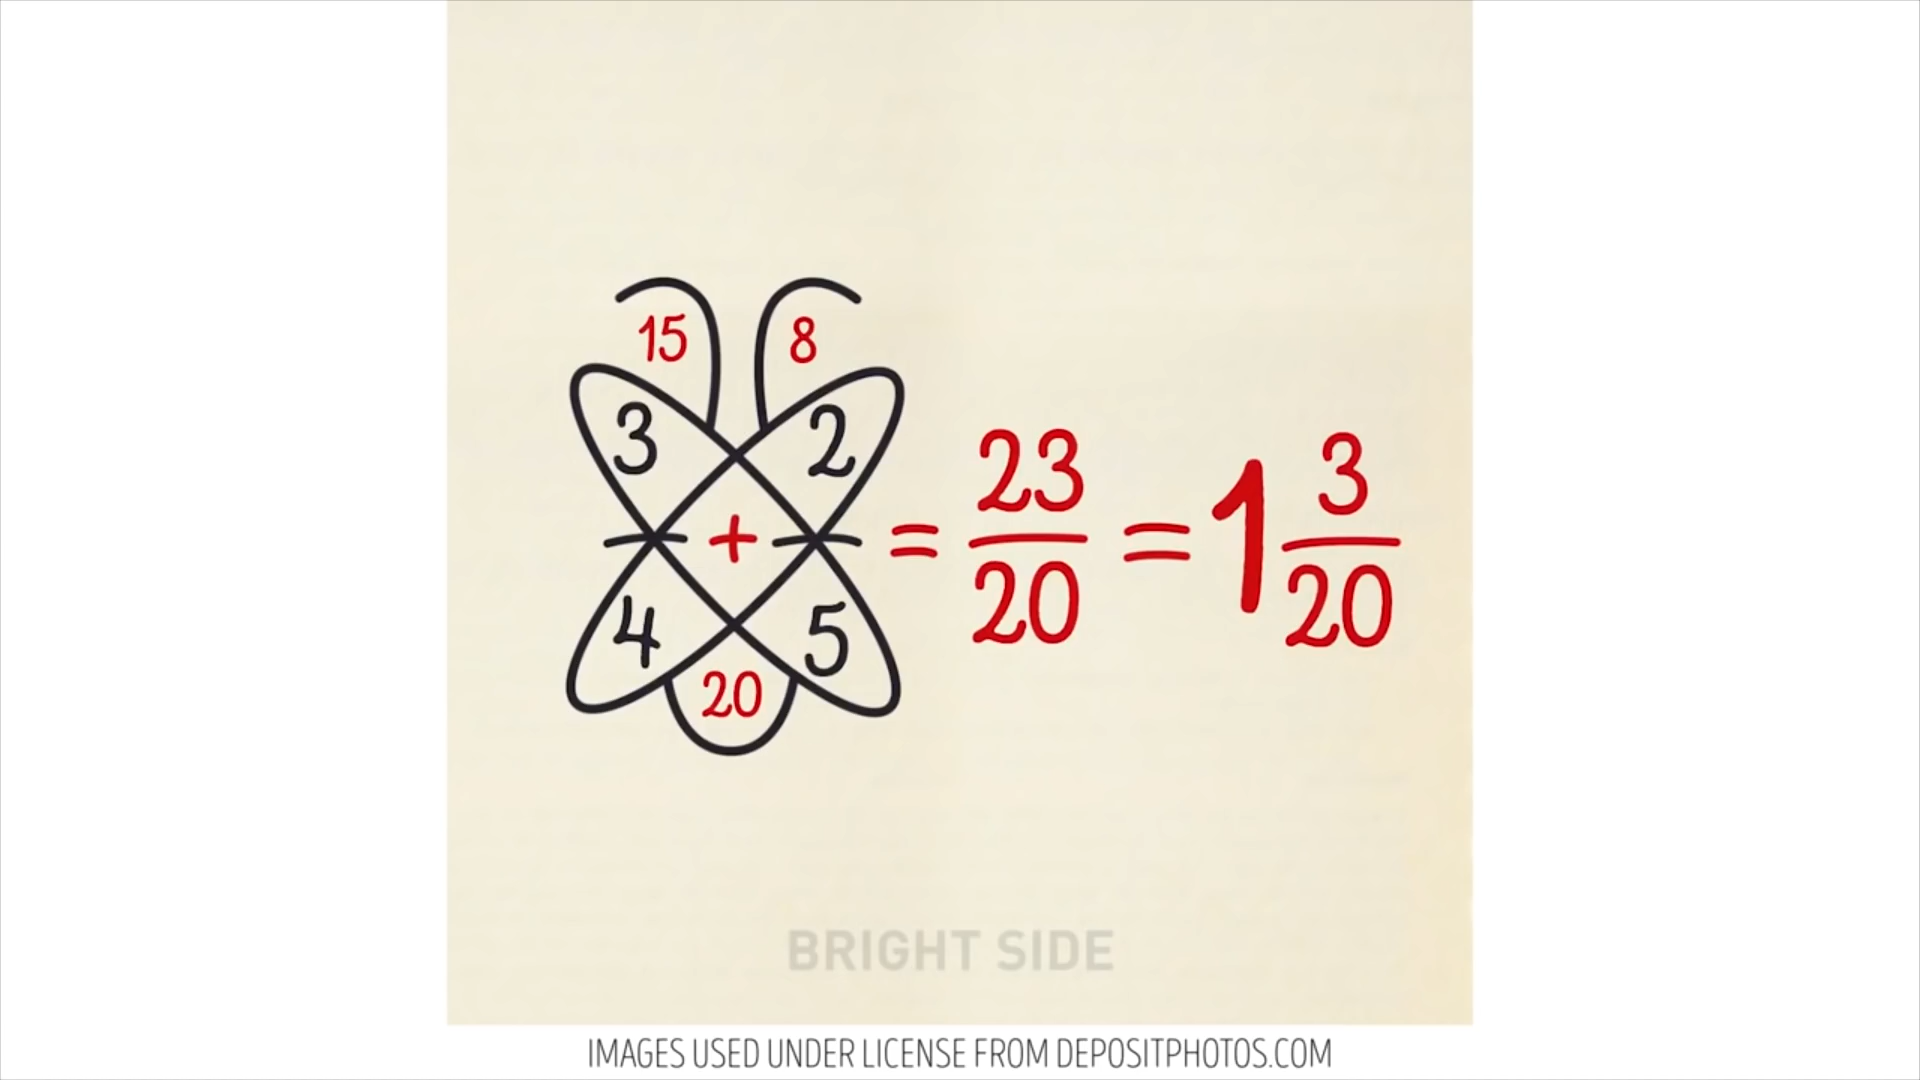 15 8
3 2
+ = 23/20 = 1 3/20
4 5
20
BRIGHT SIDE
IMAGES USED UNDER LICENSE FROM DEPOSITPHOTOS.COM